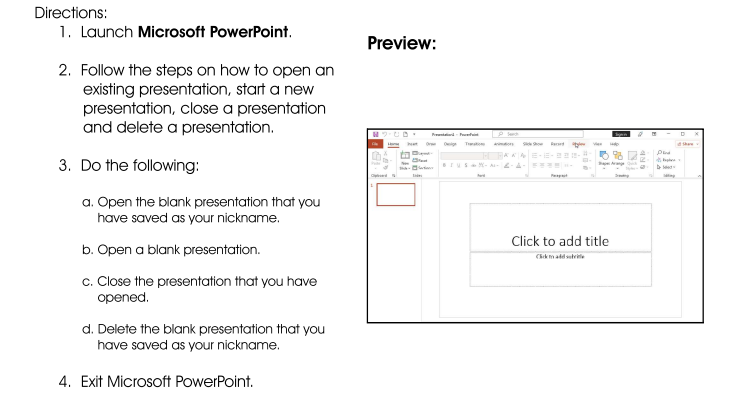 Directions:
1. Launch Microsoft PowerPoint.
2. Follow the steps on how to open an
existing presentation, start a new
presentation, close a presentation
and delete a presentation.
3. Do the following:
a. Open the blank presentation that you
have saved as your nickname.
b. Open a blank presentation.
c. Close the presentation that you have
opened.
d. Delete the blank presentation that you
have saved as your nickname.
4. Exit Microsoft PowerPoint.
Preview:
Presentation1 - PowerPoint Search Sign in
File Home Insert Draw Design Transitions Animations Slide Show Record Review View Help Share
New Slide Layout Reset Section
Shapes Arrange
Find
Replace
Select
Clipboard Slides Font Paragraph Drawing Editing
1
Click to add title
Click to add subtitle